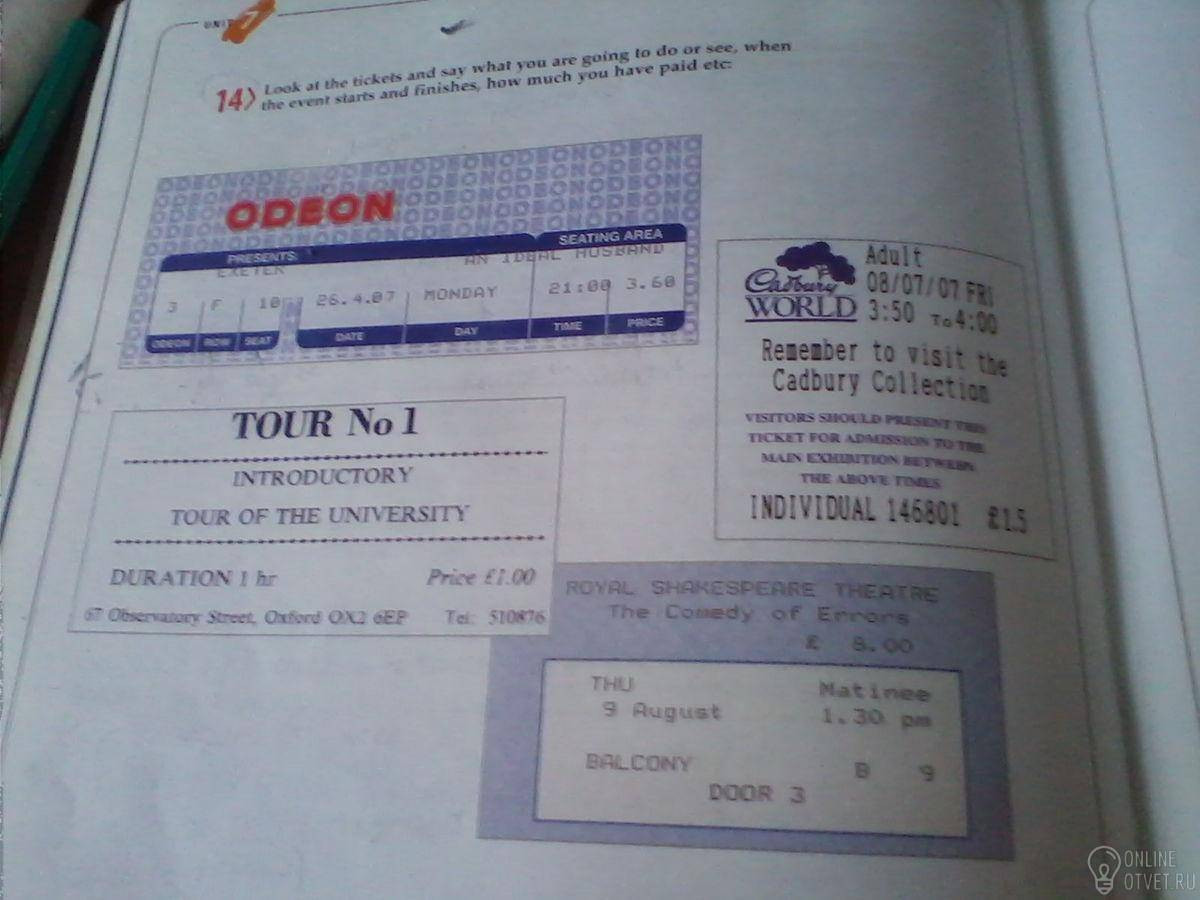 UNIT 7
14) Look at the tickets and say what you are going to do or see, when
the event starts and finishes, how much you have paid etc:
ODEON
PRESENTS:
SEATING AREA
EXETER
AN IDEAL HUSBAND
3 F 10 26.4.07 MONDAY 21:00 3.60
ODEON ROW SEAT DATE DAY TIME PRICE
Cadbury
WORLD
Adult
08/07/07 FRI
3:50 To 4:00
Remember to visit the
Cadbury Collection
VISITORS SHOULD PRESENT THIS
TICKET FOR ADMISSION TO THE
MAIN EXHIBITION BETWEEN
THE ABOVE TIMES
INDIVIDUAL 146801 £1.5
TOUR No 1
INTRODUCTORY
TOUR OF THE UNIVERSITY
DURATION 1 hr Price £1.00
67 Observatory Street, Oxford OX2 6EP Tel: 510876
ROYAL SHAKESPEARE THEATRE
The Comedy of Errors
£ 8.00
THU Matinee
9 August 1.30 pm
BALCONY B 9
DOOR 3
ONLINE
OTVET.RU